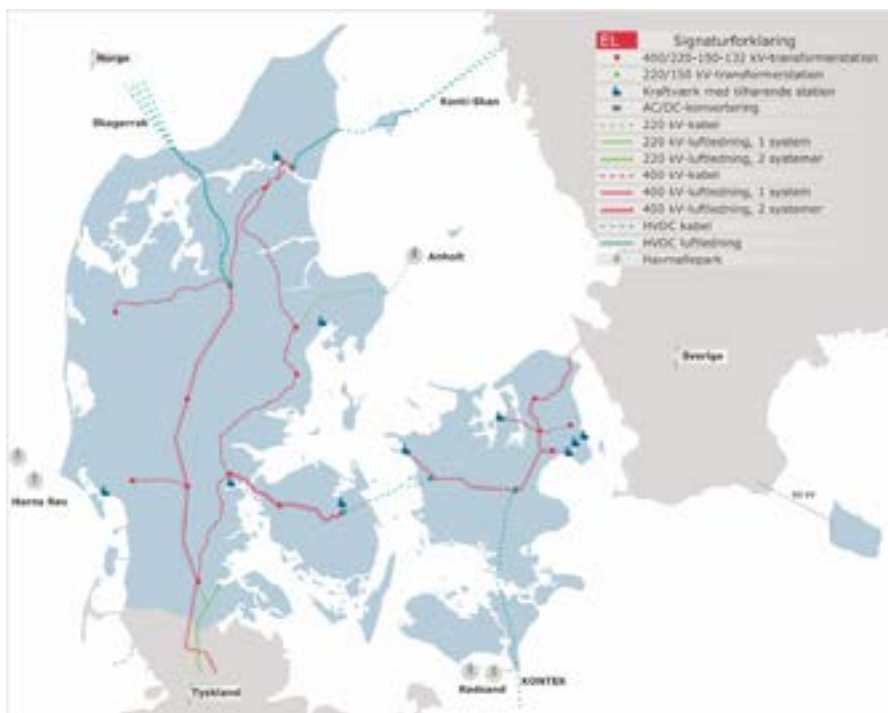 EL Signaturforklaring
400/220-150-132 kV-transformerstation
220/150 kV-transformerstation
Kraftværk med tilhørende station
AC/DC-konvertering
220 kV-kabel
220 kV-luftledning, 1 system
220 kV-luftledning, 2 systemer
400 kV-kabel
400 kV-luftledning, 1 system
400 kV-luftledning, 2 systemer
HVDC kabel
HVDC luftledning
Havmøllepark
Norge
Skagerrak
Konti-Skan
Anholt
Sverige
Horns Rev
Rødsand
KONTEK
Tyskland